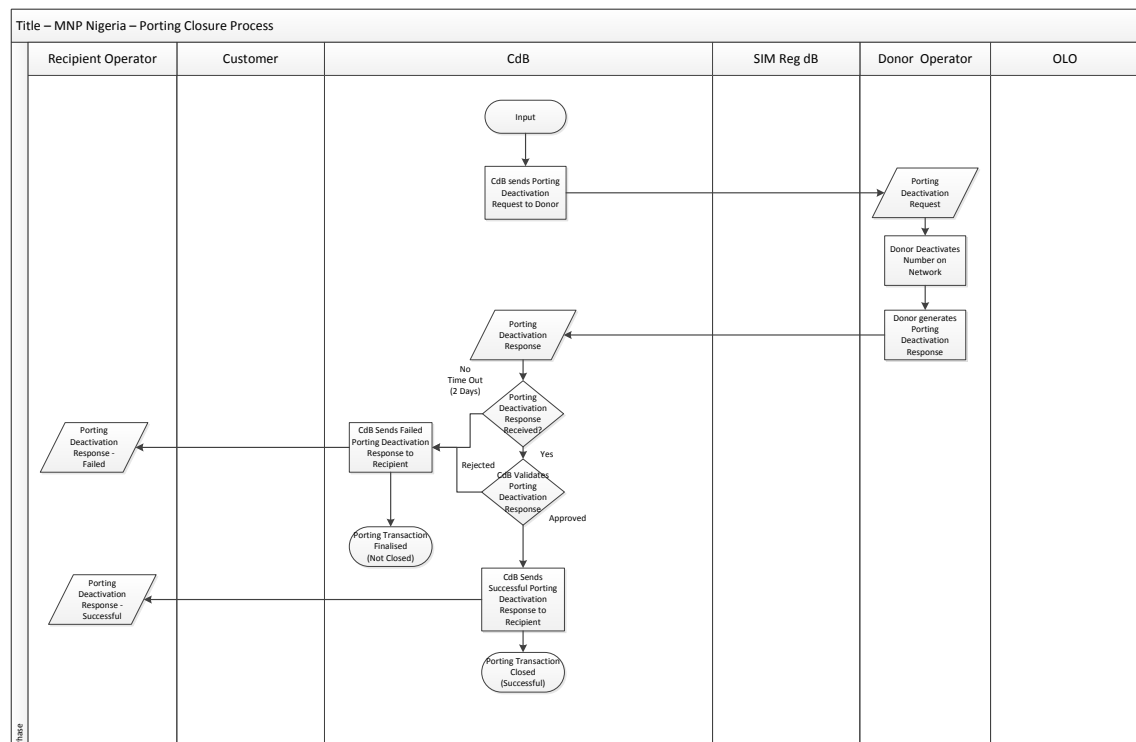 Title – MNP Nigeria – Porting Closure Process
Recipient Operator
Customer
CdB
SIM Reg dB
Donor Operator
OLO
Input
CdB sends Porting
Deactivation
Request to Donor
Porting
Deactivation
Request
Donor Deactivates
Number on
Network
Donor generates
Porting
Deactivation
Response
Porting
Deactivation
Response
No
Time Out
(2 Days)
Porting
Deactivation
Response
Received?
Yes
CdB Sends Failed
Porting Deactivation
Response to
Recipient
Porting
Deactivation
Response -
Failed
Rejected
CdB Validates
Porting
Deactivation
Response
Approved
Porting Transaction
Finalised
(Not Closed)
CdB Sends
Successful Porting
Deactivation
Response to
Recipient
Porting
Deactivation
Response -
Successful
Porting Transaction
Closed
(Successful)